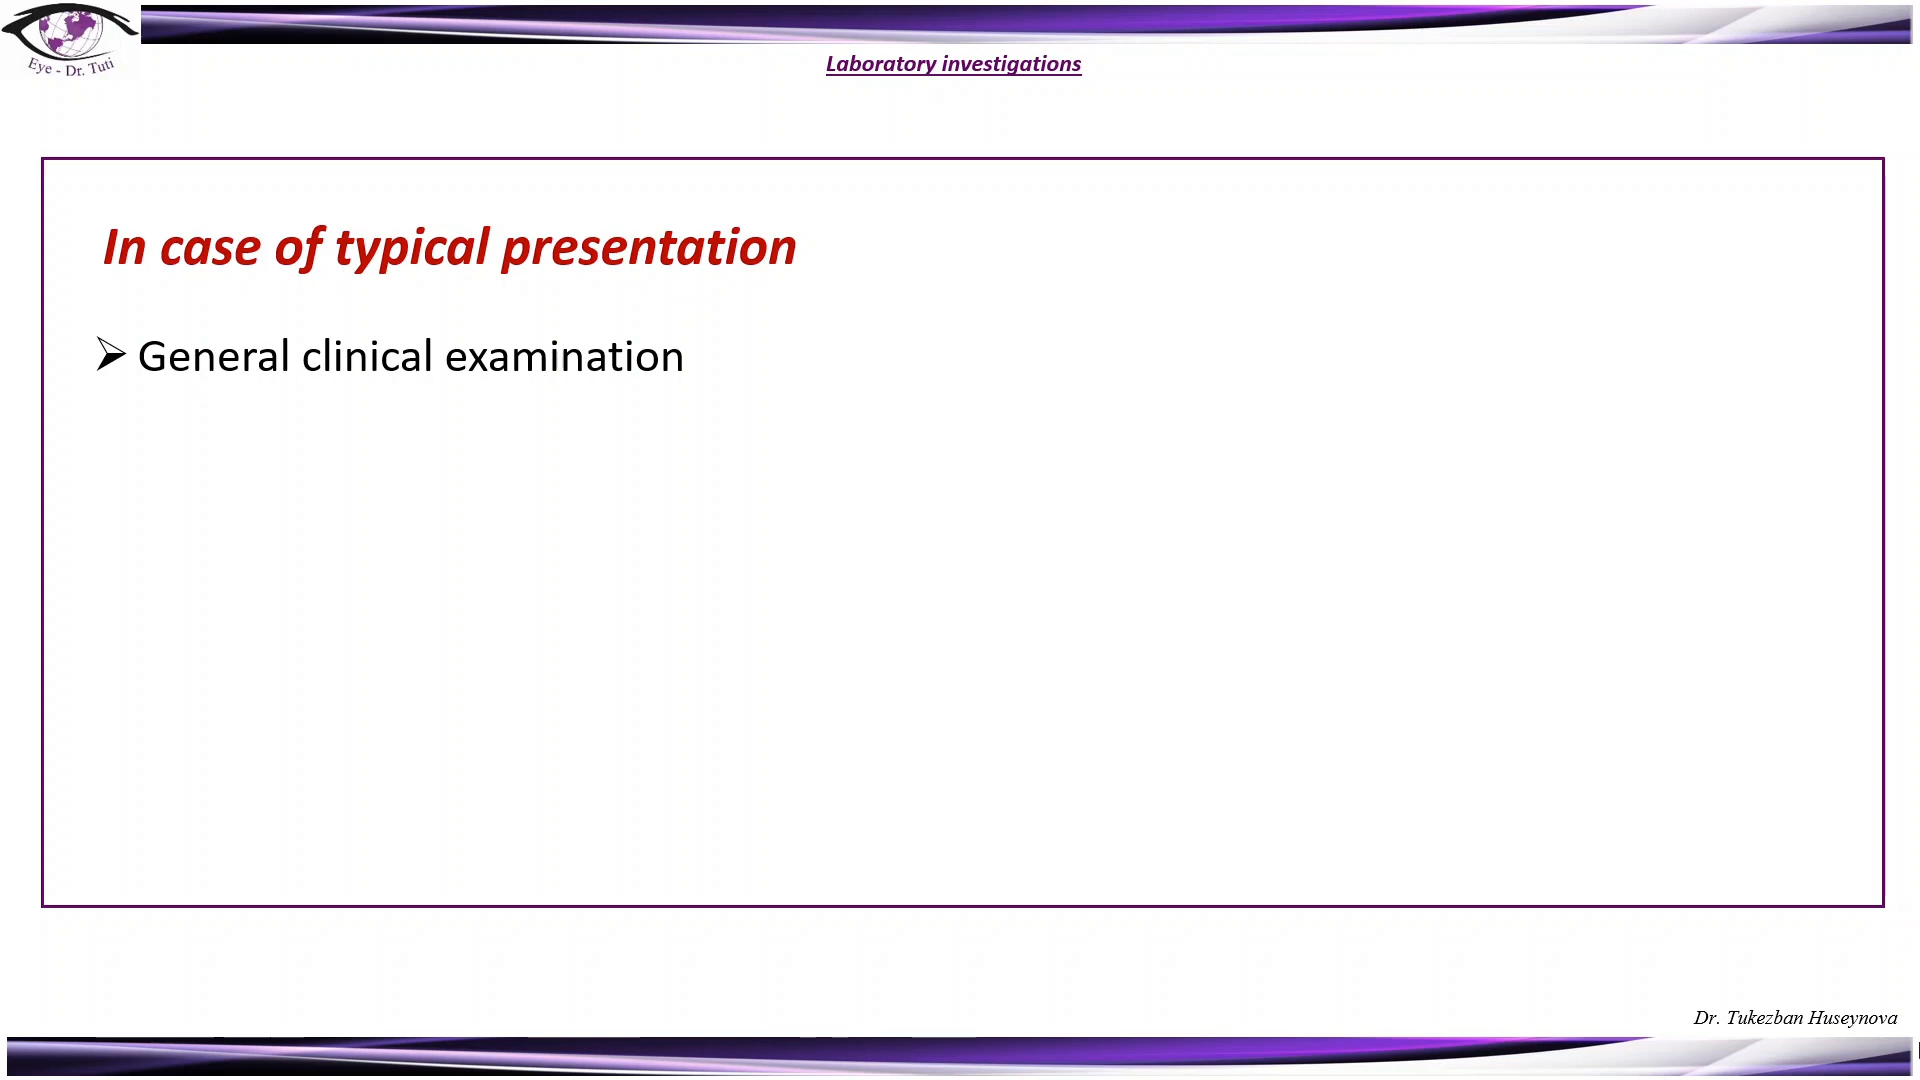 Eye - Dr. Tuti
Laboratory investigations
In case of typical presentation
General clinical examination
Dr. Tukezban Huseynova